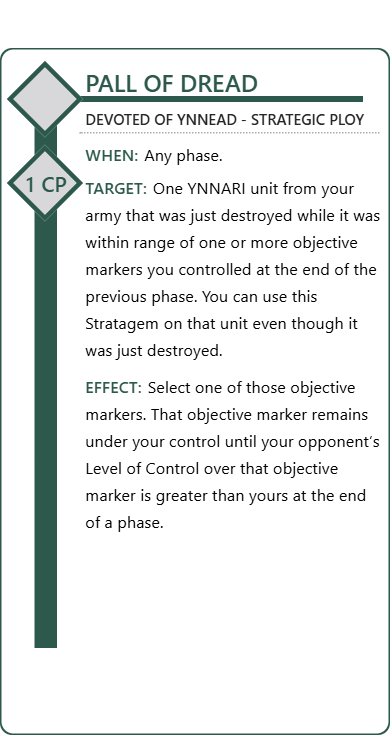 PALL OF DREAD
DEVOTED OF YNNEAD - STRATEGIC PLOY
WHEN: Any phase.
1 CP
TARGET: One YNNARI unit from your
army that was just destroyed while it was
within range of one or more objective
markers you controlled at the end of the
previous phase. You can use this
Stratagem on that unit even though it
was just destroyed.
EFFECT: Select one of those objective
markers. That objective marker remains
under your control until your opponent’s
Level of Control over that objective
marker is greater than yours at the end
of a phase.